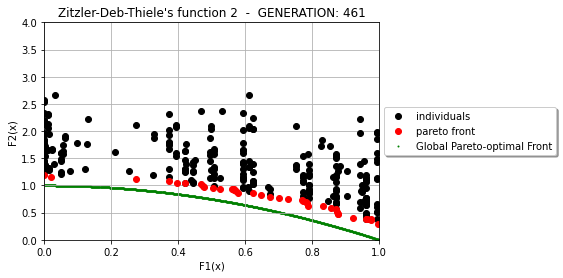 Zitzler-Deb-Thiele's function 2  -  GENERATION: 461
4.0
3.5
3.0
2.5
2.0
1.5
1.0
0.5
0.0
F2(x)
0.0 0.2 0.4 0.6 0.8 1.0
F1(x)
individuals
pareto front
Global Pareto-optimal Front